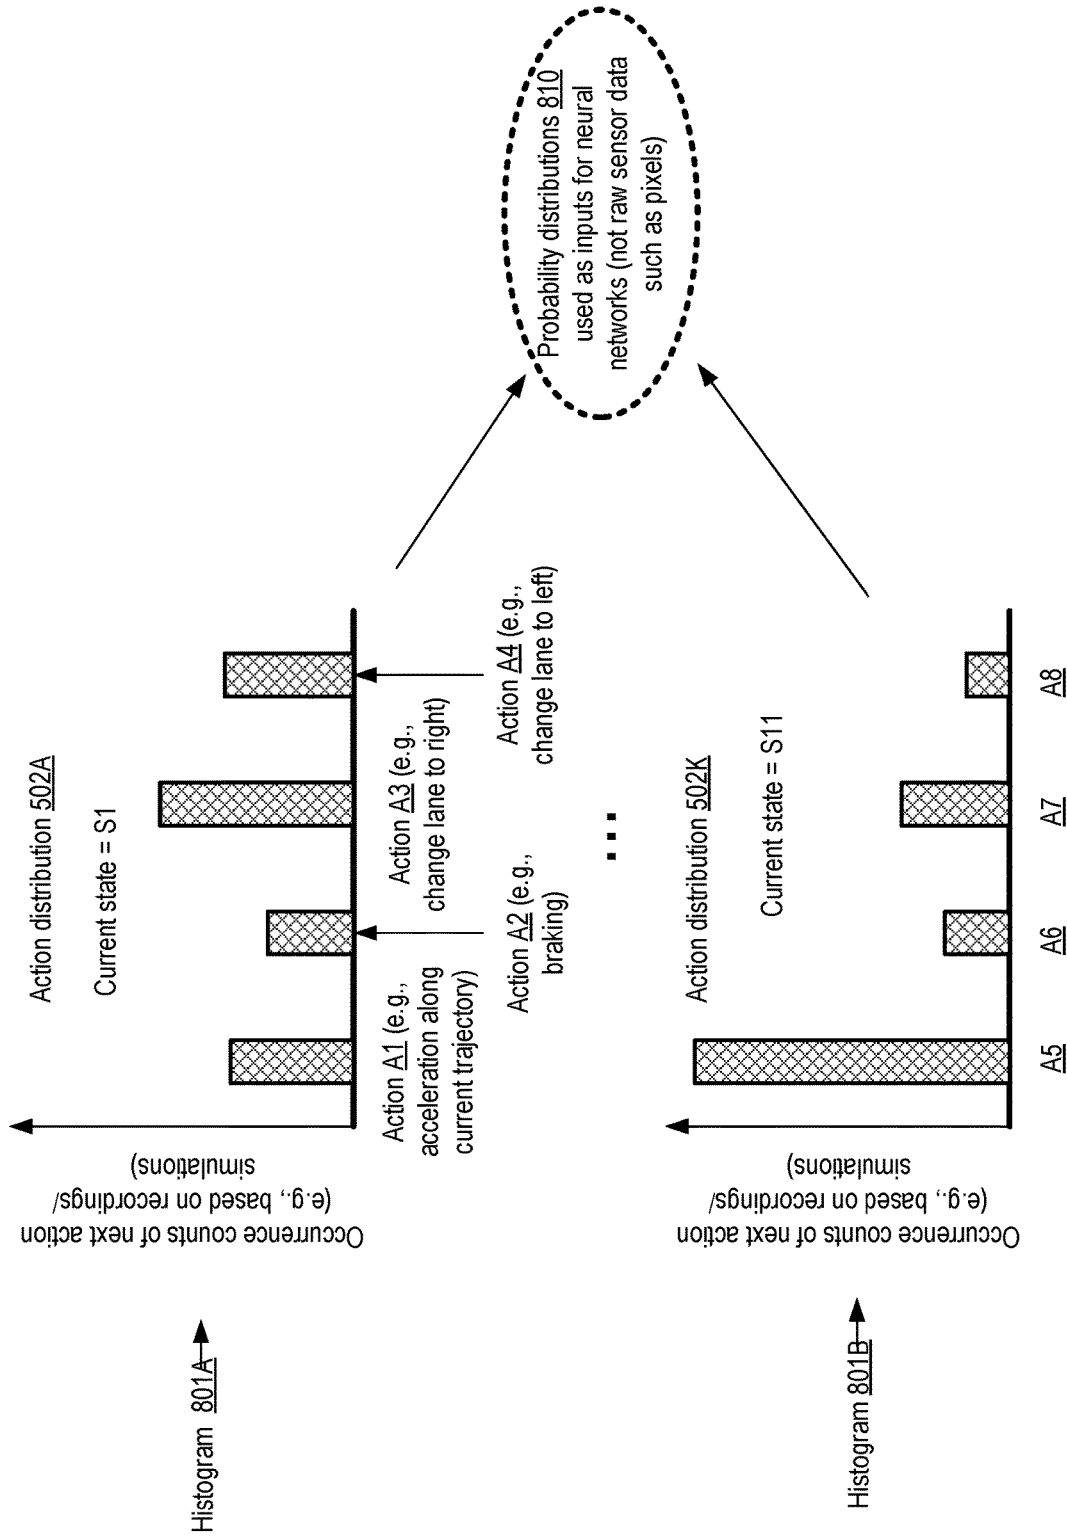 Histogram 801A
Occurrence counts of next action
(e.g., based on recordings/
simulations)
Action distribution 502A
Current state = S1
Action A1 (e.g.,
acceleration along
current trajectory)
Action A2 (e.g.,
braking)
Action A3 (e.g.,
change lane to right)
Action A4 (e.g.,
change lane to left)
Probability distributions 810
used as inputs for neural
networks (not raw sensor data
such as pixels)
...
Histogram 801B
Occurrence counts of next action
(e.g., based on recordings/
simulations)
Action distribution 502K
Current state = S11
A5
A6
A7
A8